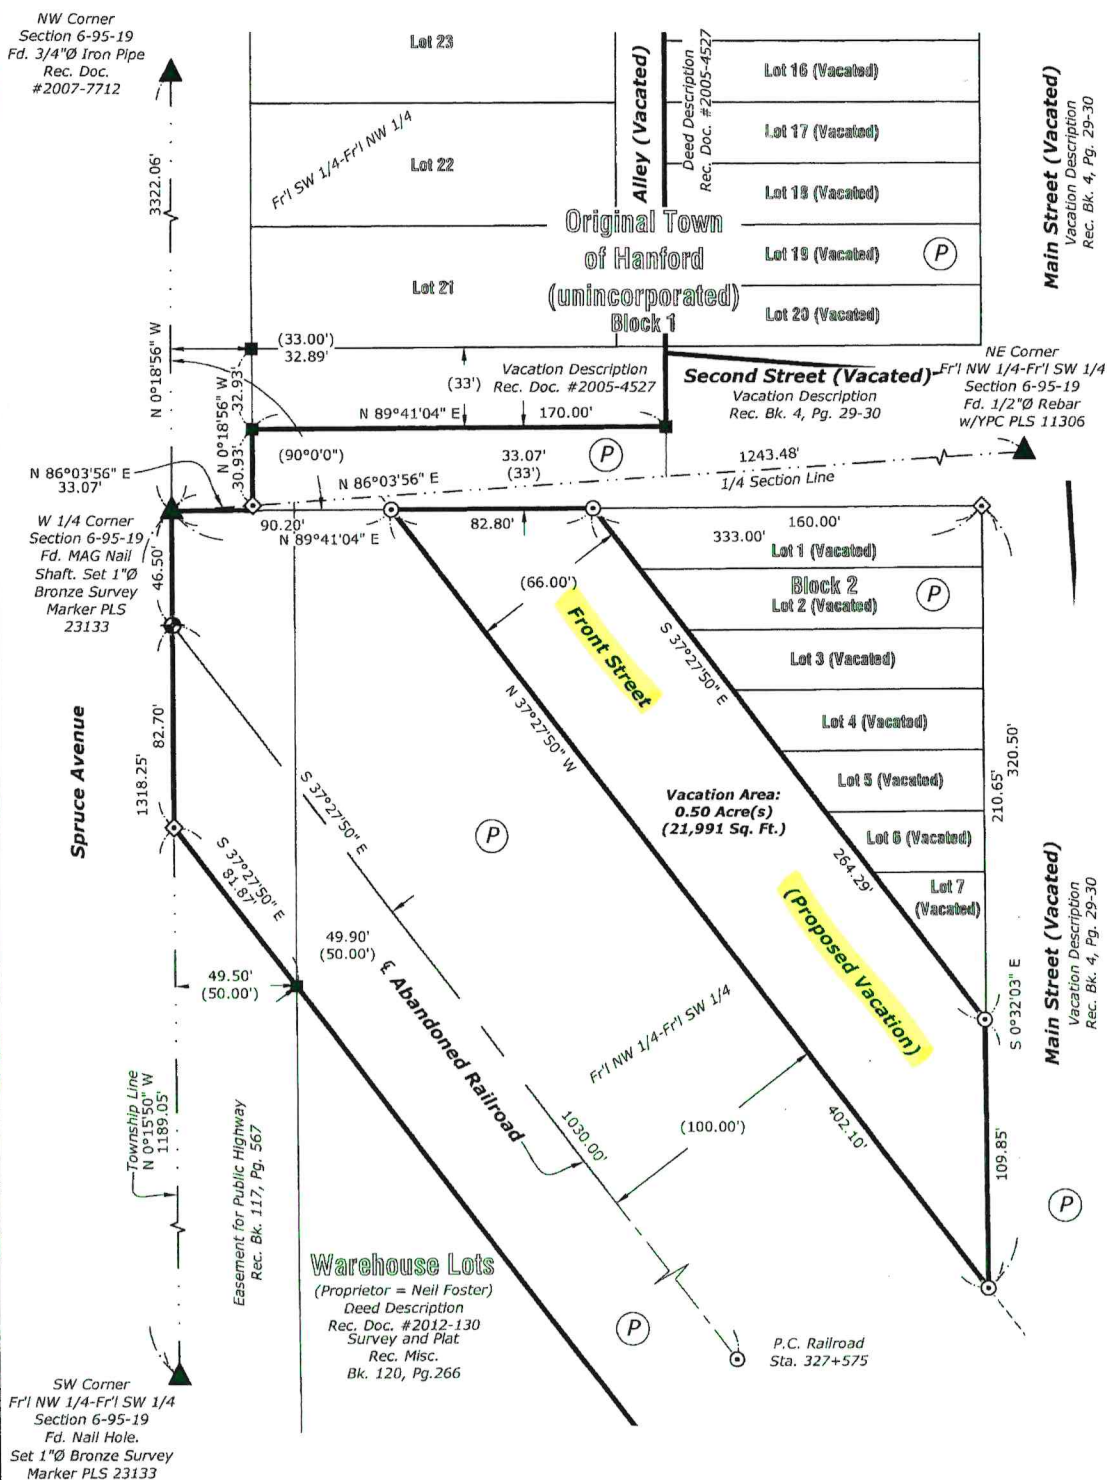 NW Corner
Section 6-95-19
Fd. 3/4"Ø Iron Pipe
Rec. Doc.
#2007-7712
3322.06'
N 0°18'56" W
Lot 23
Fr'l SW 1/4-Fr'l NW 1/4
Lot 22
Lot 21
Alley (Vacated)
Deed Description
Rec. Doc. #2005-4527
Lot 16 (Vacated)
Lot 17 (Vacated)
Lot 18 (Vacated)
Lot 19 (Vacated)
Lot 20 (Vacated)
P
Original Town
of Hanford
(unincorporated)
Block 1
Main Street (Vacated)
Vacation Description
Rec. Bk. 4, Pg. 29-30
(33.00')
32.89'
N 0°18'56" W
32.93'
30.93'
(33')
Vacation Description
Rec. Doc. #2005-4527
Second Street (Vacated)
Vacation Description
Rec. Bk. 4, Pg. 29-30
NE Corner
Fr'l NW 1/4-Fr'l SW 1/4
Section 6-95-19
Fd. 1/2"Ø Rebar
w/YPC PLS 11306
N 89°41'04" E
170.00'
(90°0'0")
33.07'
(33')
P
1243.48'
1/4 Section Line
N 86°03'56" E
N 86°03'56" E
33.07'
W 1/4 Corner
Section 6-95-19
Fd. MAG Nail
Shaft. Set 1"Ø
Bronze Survey
Marker PLS
23133
90.20'
N 89°41'04" E
82.80'
160.00'
333.00'
Lot 1 (Vacated)
Block 2
Lot 2 (Vacated)
P
Lot 3 (Vacated)
Lot 4 (Vacated)
Lot 5 (Vacated)
Lot 6 (Vacated)
Lot 7
(Vacated)
46.50'
82.70'
1318.25'
Spruce Avenue
(66.00')
Front Street
S 37°27'50" E
264.29'
N 37°27'50" W
402.10'
Vacation Area:
0.50 Acre(s)
(21,991 Sq. Ft.)
(Proposed Vacation)
210.65'
320.50'
S 0°32'03" E
109.85'
Main Street (Vacated)
Vacation Description
Rec. Bk. 4, Pg. 29-30
P
S 37°27'50" E
P
S 37°27'50" E
81.87'
49.90'
(50.00')
49.50'
(50.00')
℄ Abandoned Railroad
Fr'l NW 1/4-Fr'l SW 1/4
1030.00'
(100.00')
Township Line
N 0°15'50" W
1189.05'
Easement for Public Highway
Rec. Bk. 117, Pg. 567
Warehouse Lots
(Proprietor = Neil Foster)
Deed Description
Rec. Doc. #2012-130
Survey and Plat
Rec. Misc.
Bk. 120, Pg.266
P
P.C. Railroad
Sta. 327+575
SW Corner
Fr'l NW 1/4-Fr'l SW 1/4
Section 6-95-19
Fd. Nail Hole.
Set 1"Ø Bronze Survey
Marker PLS 23133